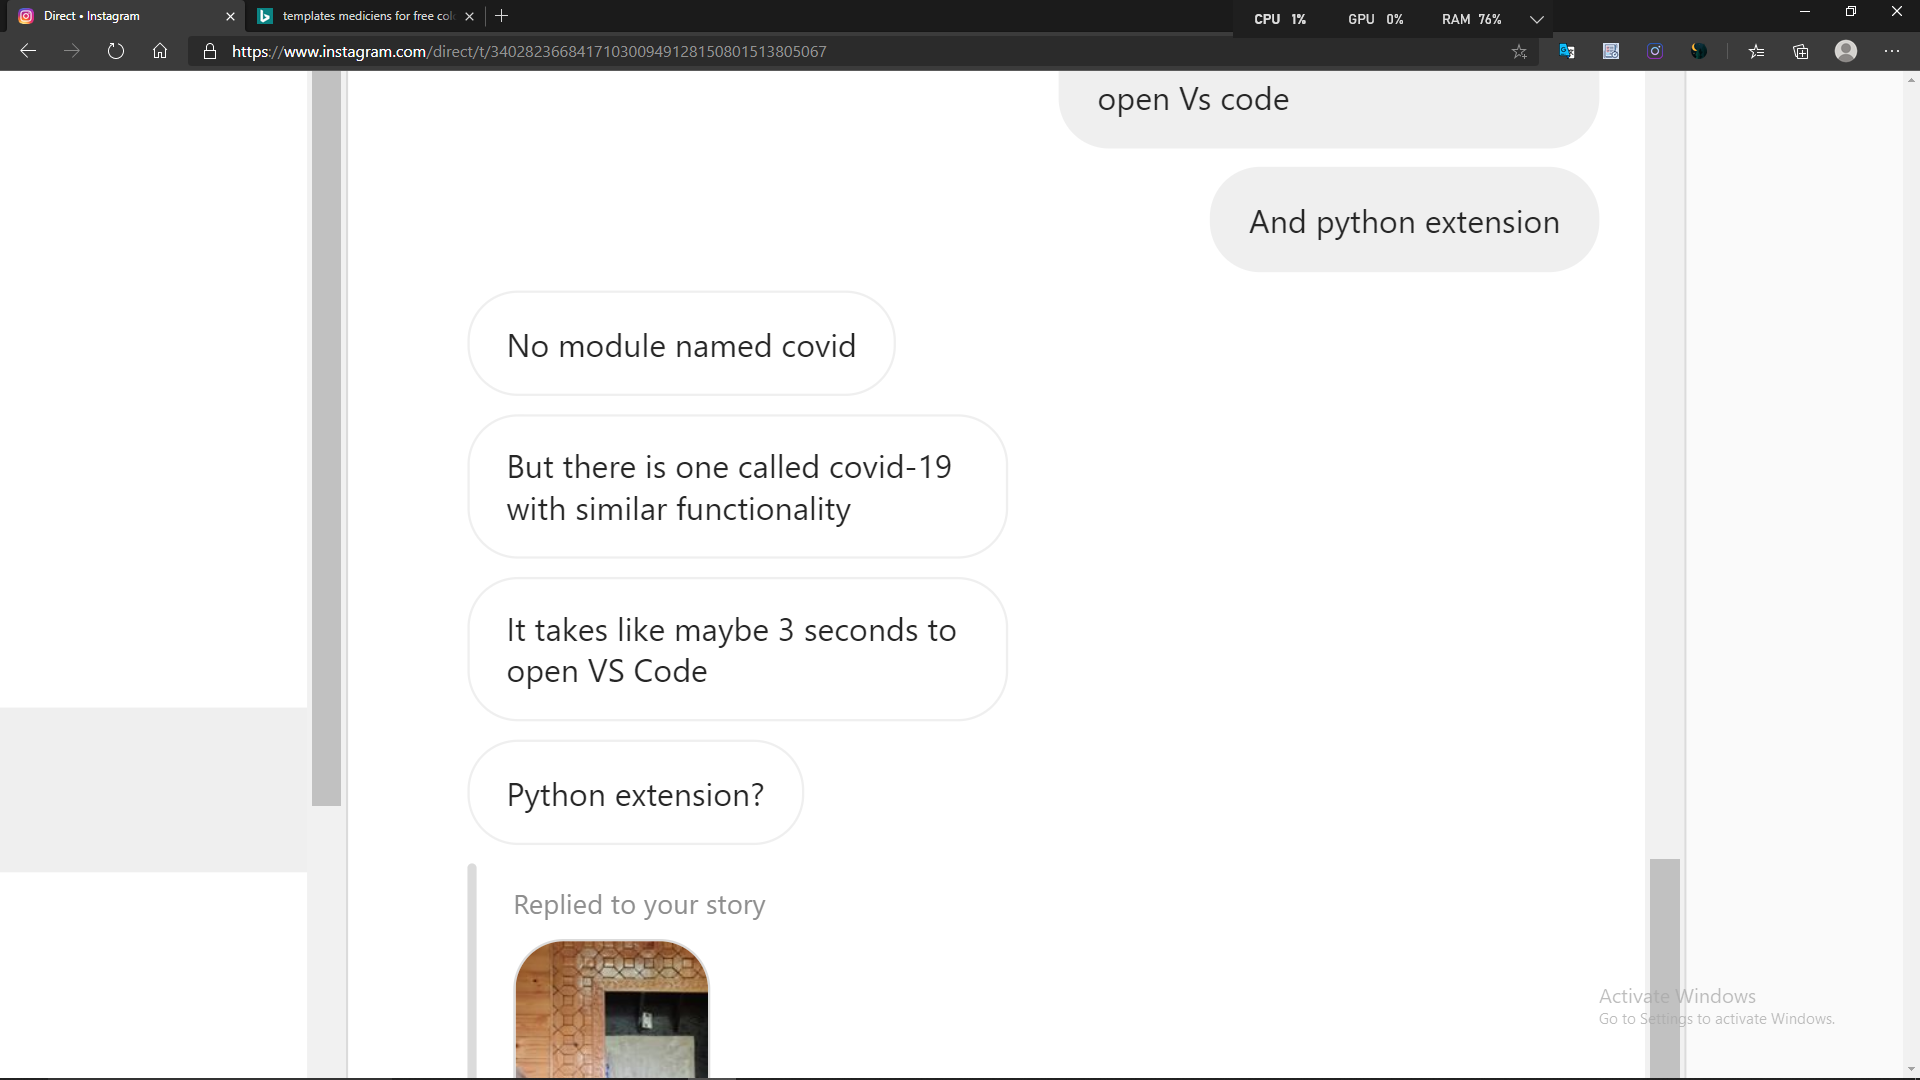 Direct • Instagram
templates mediciens for free col
CPU 1% GPU 0% RAM 76%
https://www.instagram.com/direct/t/340282366841710300949128150801513805067
open Vs code
And python extension
No module named covid
But there is one called covid-19
with similar functionality
It takes like maybe 3 seconds to
open VS Code
Python extension?
Replied to your story
Activate Windows
Go to Settings to activate Windows.